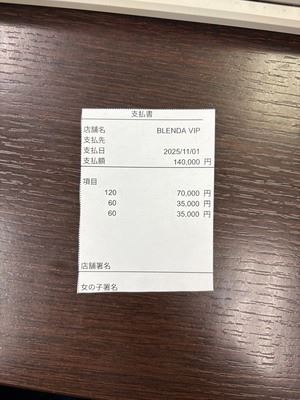 支払書
店舗名 BLENDA VIP
支払先
支払日 2025/11/01
支払額 140,000 円
項目
120 70,000 円
60 35,000 円
60 35,000 円
店舗署名
女の子署名